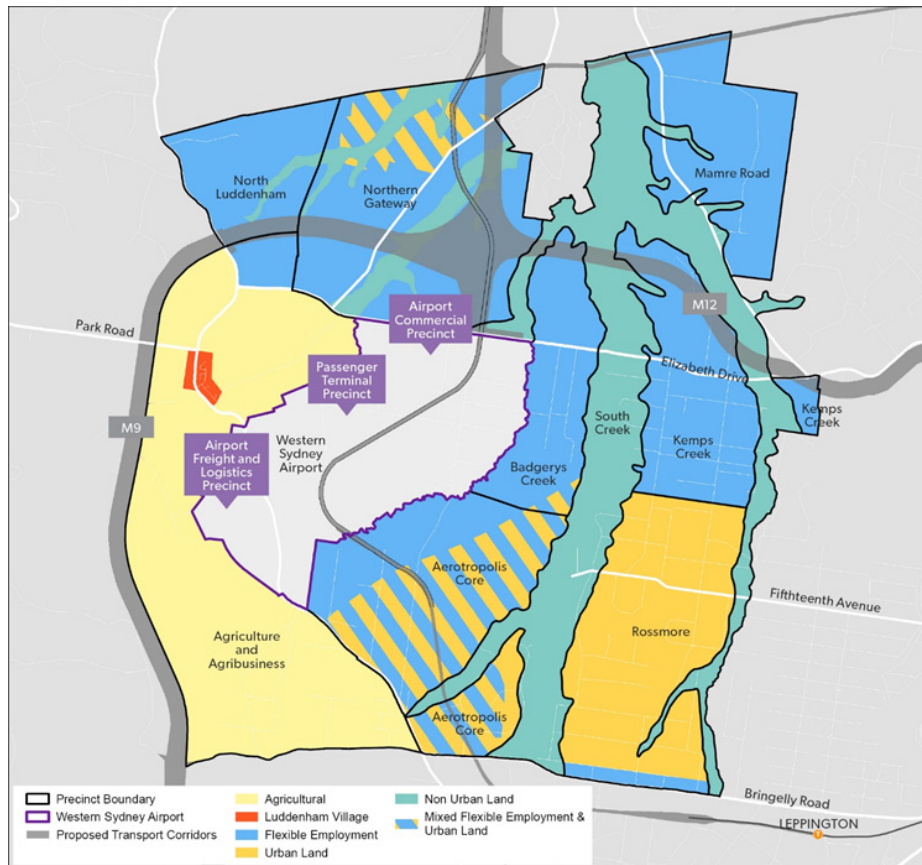 North
Luddenham
Northern
Gateway
Mamre Road
M12
Airport
Commercial
Precinct
Park Road
Passenger
Terminal
Precinct
Elizabeth Drive
Kemps
Creek
M9
Western
Sydney
Airport
South
Creek
Airport
Freight and
Logistics
Precinct
Badgerys
Creek
Kemps
Creek
Aerotropolis
Core
Fifthteenth Avenue
Rossmore
Agriculture
and
Agribusiness
Aerotropolis
Core
Bringelly Road
LEPPINGTON
T
Precinct Boundary
Western Sydney Airport
Proposed Transport Corridors
Agricultural
Luddenham Village
Flexible Employment
Urban Land
Non Urban Land
Mixed Flexible Employment &
Urban Land